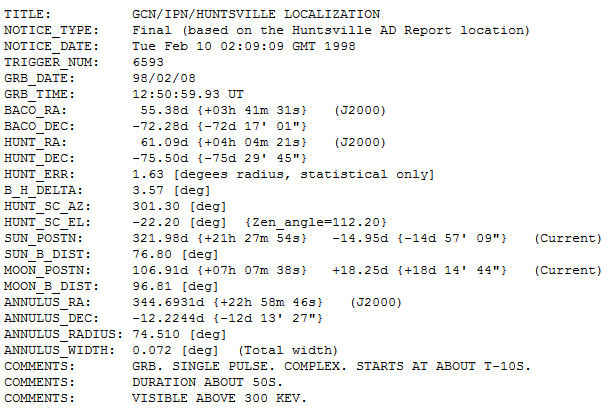 TITLE: GCN/IPN/HUNTSVILLE LOCALIZATION
NOTICE_TYPE: Final (based on the Huntsville AD Report location)
NOTICE_DATE: Tue Feb 10 02:09:09 GMT 1998
TRIGGER_NUM: 6593
GRB_DATE: 98/02/08
GRB_TIME: 12:50:59.93 UT
BACO_RA: 55.38d {+03h 41m 31s} (J2000)
BACO_DEC: -72.28d {-72d 17' 01"}
HUNT_RA: 61.09d {+04h 04m 21s} (J2000)
HUNT_DEC: -75.50d {-75d 29' 45"}
HUNT_ERR: 1.63 [degees radius, statistical only]
B_H_DELTA: 3.57 [deg]
HUNT_SC_AZ: 301.30 [deg]
HUNT_SC_EL: -22.20 [deg] {Zen_angle=112.20}
SUN_POSTN: 321.98d {+21h 27m 54s} -14.95d {-14d 57' 09"} (Current)
SUN_B_DIST: 76.80 [deg]
MOON_POSTN: 106.91d {+07h 07m 38s} +18.25d {+18d 14' 44"} (Current)
MOON_B_DIST: 96.81 [deg]
ANNULUS_RA: 344.6931d {+22h 58m 46s} (J2000)
ANNULUS_DEC: -12.2244d {-12d 13' 27"}
ANNULUS_RADIUS: 74.510 [deg]
ANNULUS_WIDTH: 0.072 [deg] (Total width)
COMMENTS: GRB. SINGLE PULSE. COMPLEX. STARTS AT ABOUT T-10S.
COMMENTS: DURATION ABOUT 50S.
COMMENTS: VISIBLE ABOVE 300 KEV.